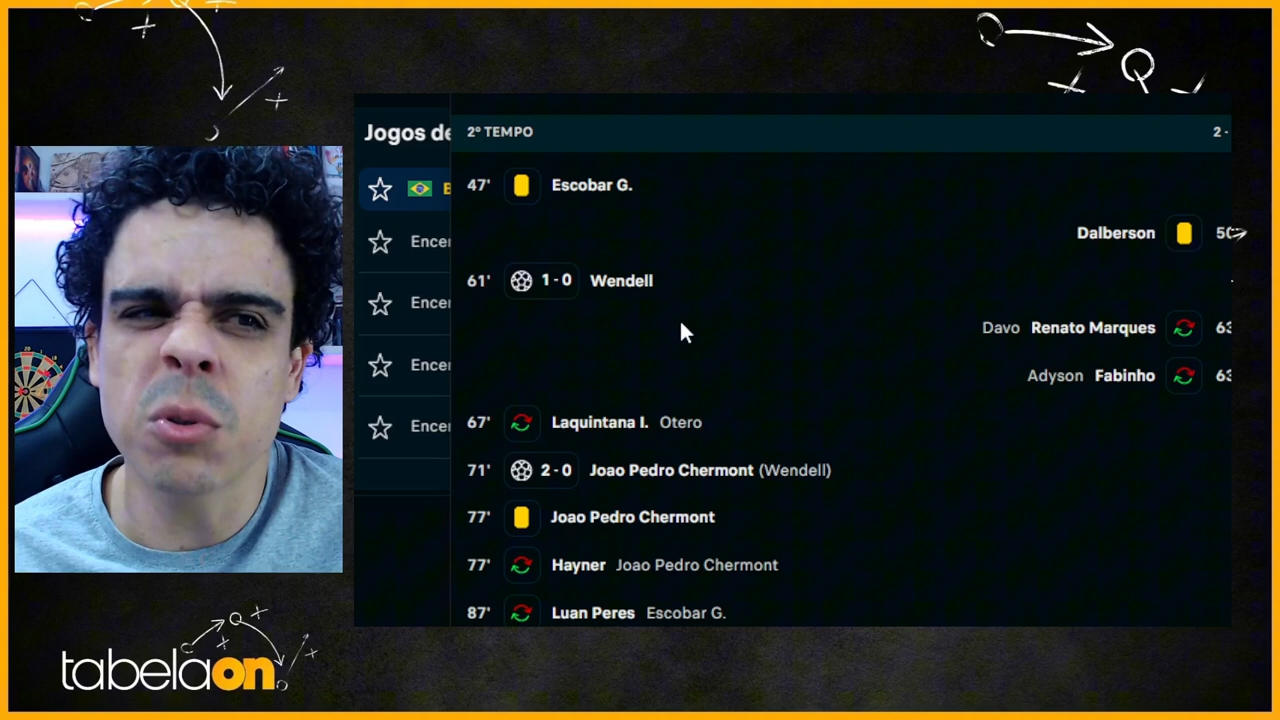 Jogos de
2º TEMPO
2 -
47' Escobar G.
Dalberson
61' 1 - 0 Wendell
Davo Renato Marques 63
Adyson Fabinho 63
67' Laquintana I. Otero
71' 2 - 0 Joao Pedro Chermont (Wendell)
77' Joao Pedro Chermont
77' Hayner Joao Pedro Chermont
87' Luan Peres Escobar G.
Encer
Encer
Encer
Encer
tabelaon